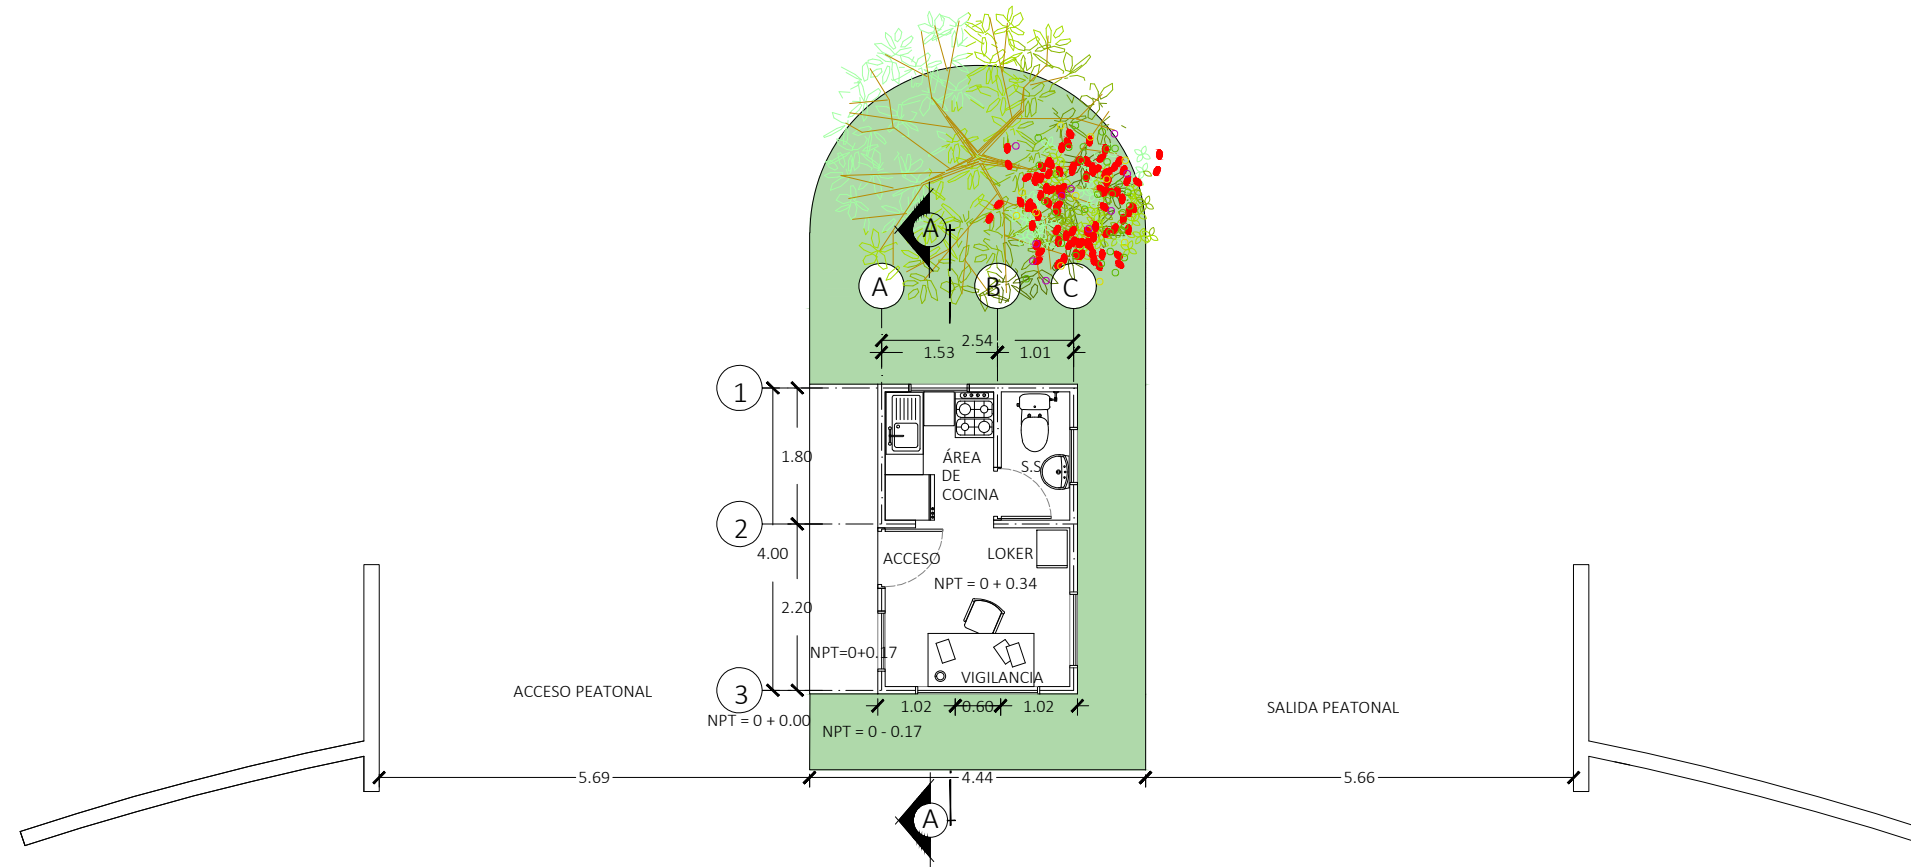 A
A
B
C
2.54
1.53
1.01
1
1.80
ÁREA
DE
COCINA
S.S
2
4.00
ACCESO
LOKER
NPT = 0 + 0.34
2.20
NPT=0+0.17
VIGILANCIA
3
ACCESO PEATONAL
1.02
0.60
1.02
SALIDA PEATONAL
NPT = 0 + 0.00
NPT = 0 - 0.17
5.69
4.44
5.66
A